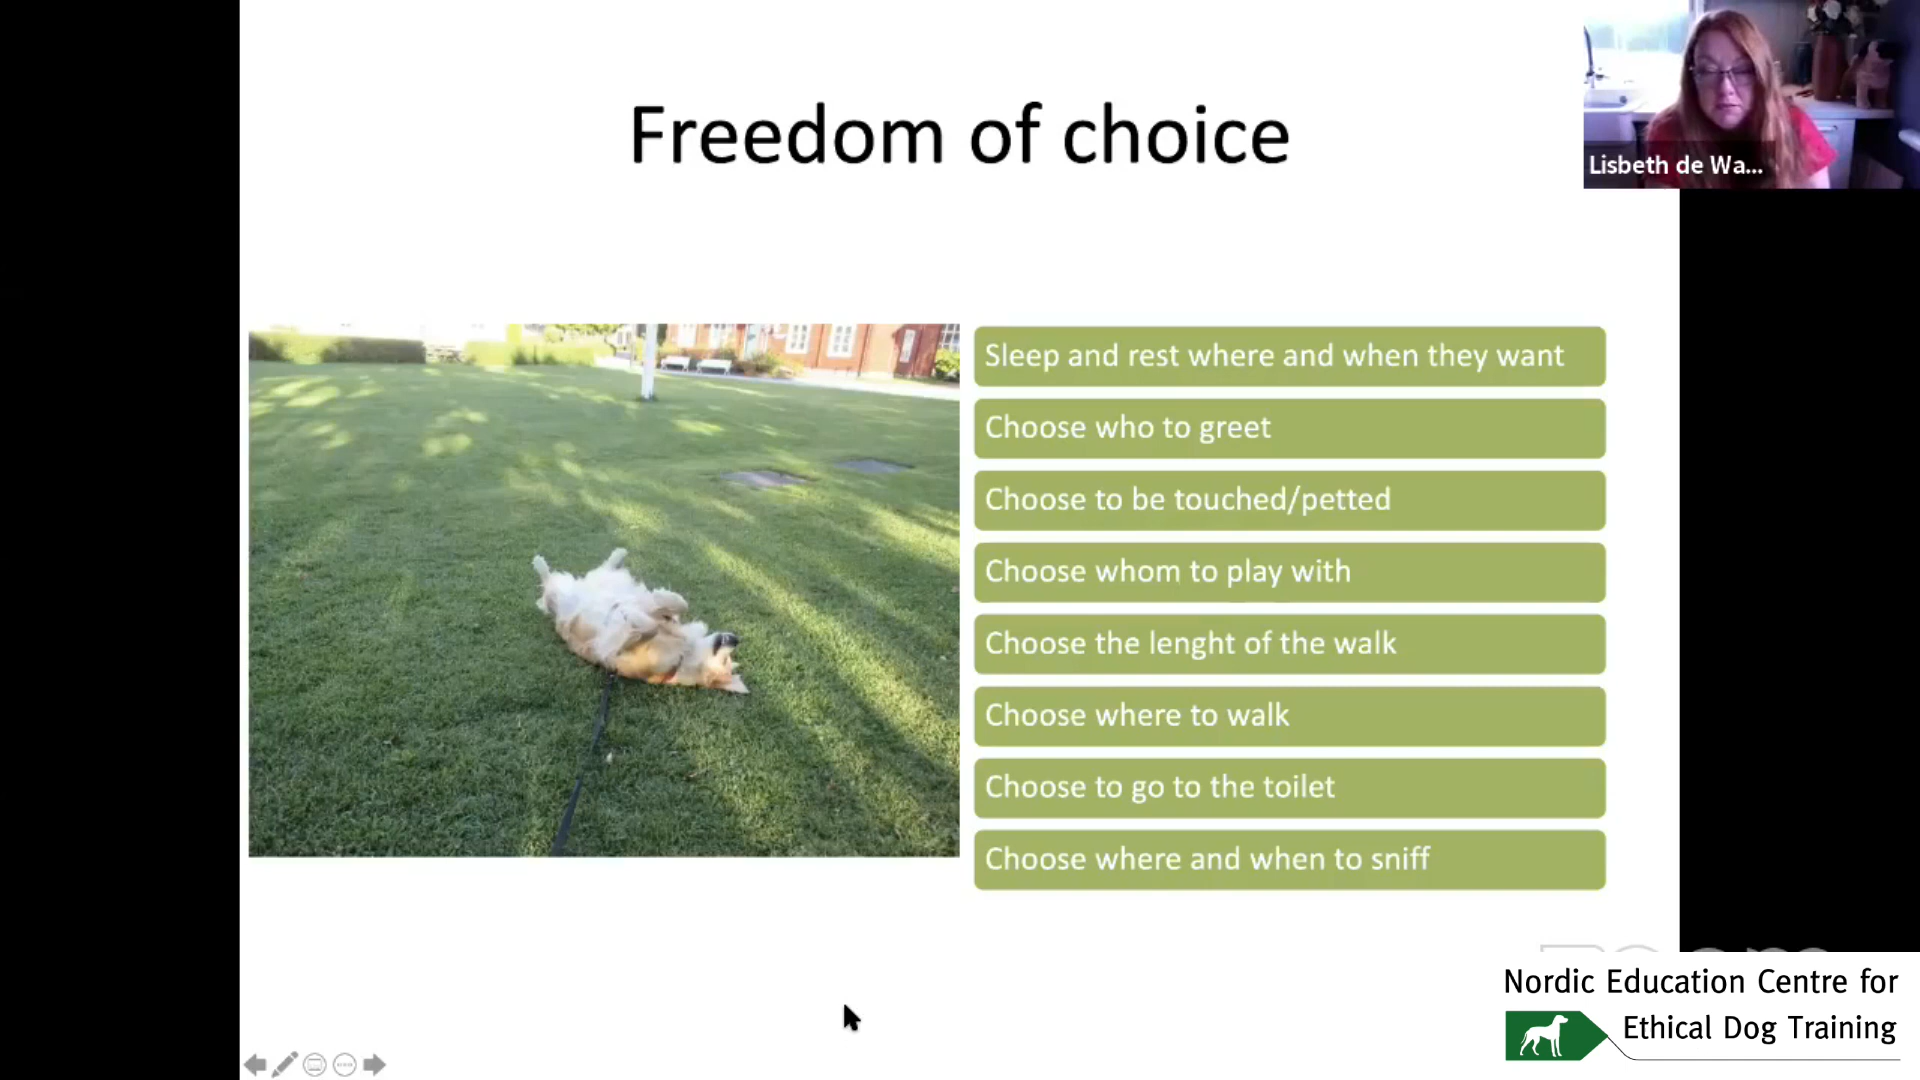 Freedom of choice
Lisbeth de Wa...
Sleep and rest where and when they want
Choose who to greet
Choose to be touched/petted
Choose whom to play with
Choose the lenght of the walk
Choose where to walk
Choose to go to the toilet
Choose where and when to sniff
Nordic Education Centre for
Ethical Dog Training